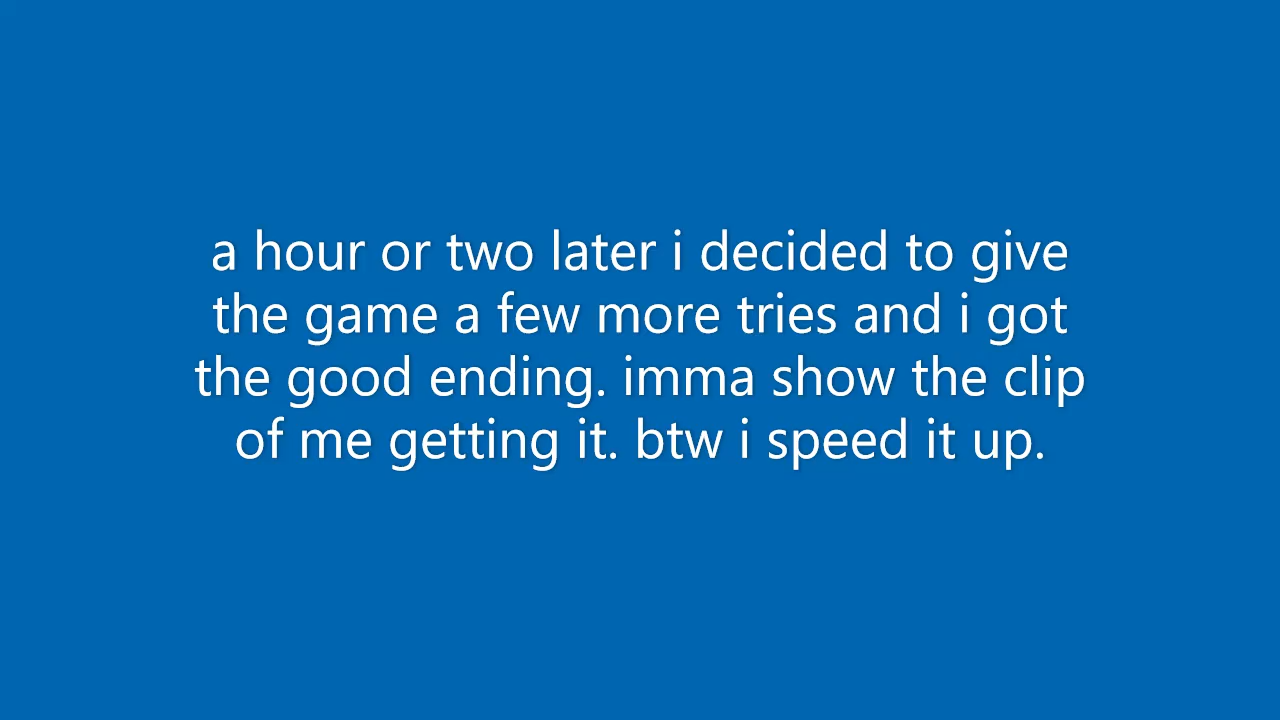 a hour or two later i decided to give
the game a few more tries and i got
the good ending. imma show the clip
of me getting it. btw i speed it up.